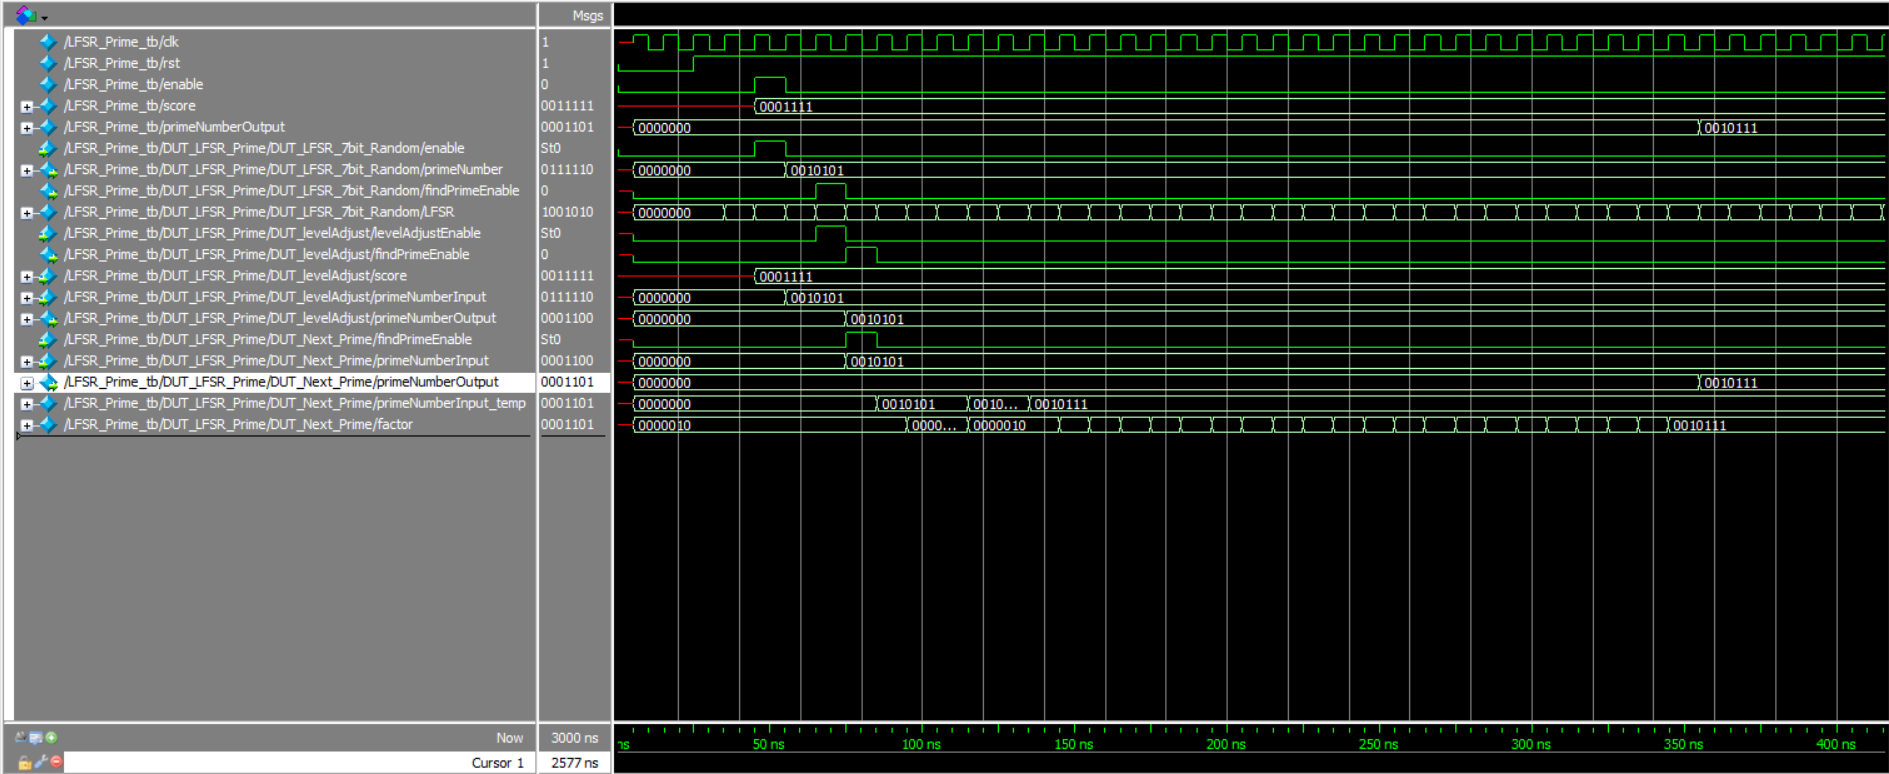 Msgs
/LFSR_Prime_tb/clk 1
/LFSR_Prime_tb/rst 1
/LFSR_Prime_tb/enable 0
/LFSR_Prime_tb/score 0011111 0001111
/LFSR_Prime_tb/primeNumberOutput 0001101 0000000 0010111
/LFSR_Prime_tb/DUT_LFSR_Prime/DUT_LFSR_7bit_Random/enable St0
/LFSR_Prime_tb/DUT_LFSR_Prime/DUT_LFSR_7bit_Random/primeNumber 0111110 0000000 0010101
/LFSR_Prime_tb/DUT_LFSR_Prime/DUT_LFSR_7bit_Random/findPrimeEnable 0
/LFSR_Prime_tb/DUT_LFSR_Prime/DUT_LFSR_7bit_Random/LFSR 1001010 0000000
/LFSR_Prime_tb/DUT_LFSR_Prime/DUT_levelAdjust/levelAdjustEnable St0
/LFSR_Prime_tb/DUT_LFSR_Prime/DUT_levelAdjust/findPrimeEnable 0
/LFSR_Prime_tb/DUT_LFSR_Prime/DUT_levelAdjust/score 0011111 0001111
/LFSR_Prime_tb/DUT_LFSR_Prime/DUT_levelAdjust/primeNumberInput 0111110 0000000 0010101
/LFSR_Prime_tb/DUT_LFSR_Prime/DUT_levelAdjust/primeNumberOutput 0001100 0000000 0010101
/LFSR_Prime_tb/DUT_LFSR_Prime/DUT_Next_Prime/findPrimeEnable St0
/LFSR_Prime_tb/DUT_LFSR_Prime/DUT_Next_Prime/primeNumberInput 0001100 0000000 0010101
/LFSR_Prime_tb/DUT_LFSR_Prime/DUT_Next_Prime/primeNumberOutput 0001101 0000000 0010111
/LFSR_Prime_tb/DUT_LFSR_Prime/DUT_Next_Prime/primeNumberInput_temp 0001101 0000000 0010101 0010... 0010111
/LFSR_Prime_tb/DUT_LFSR_Prime/DUT_Next_Prime/factor 0001101 0000010 0000... 0000010 0010111
Now 3000 ns ns 50 ns 100 ns 150 ns 200 ns 250 ns 300 ns 350 ns 400 ns
Cursor 1 2577 ns